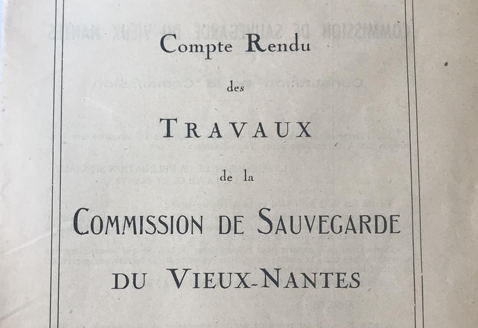 Compte Rendu
des
TRAVAUX
de la
COMMISSION DE SAUVEGARDE
DU VIEUX-NANTES